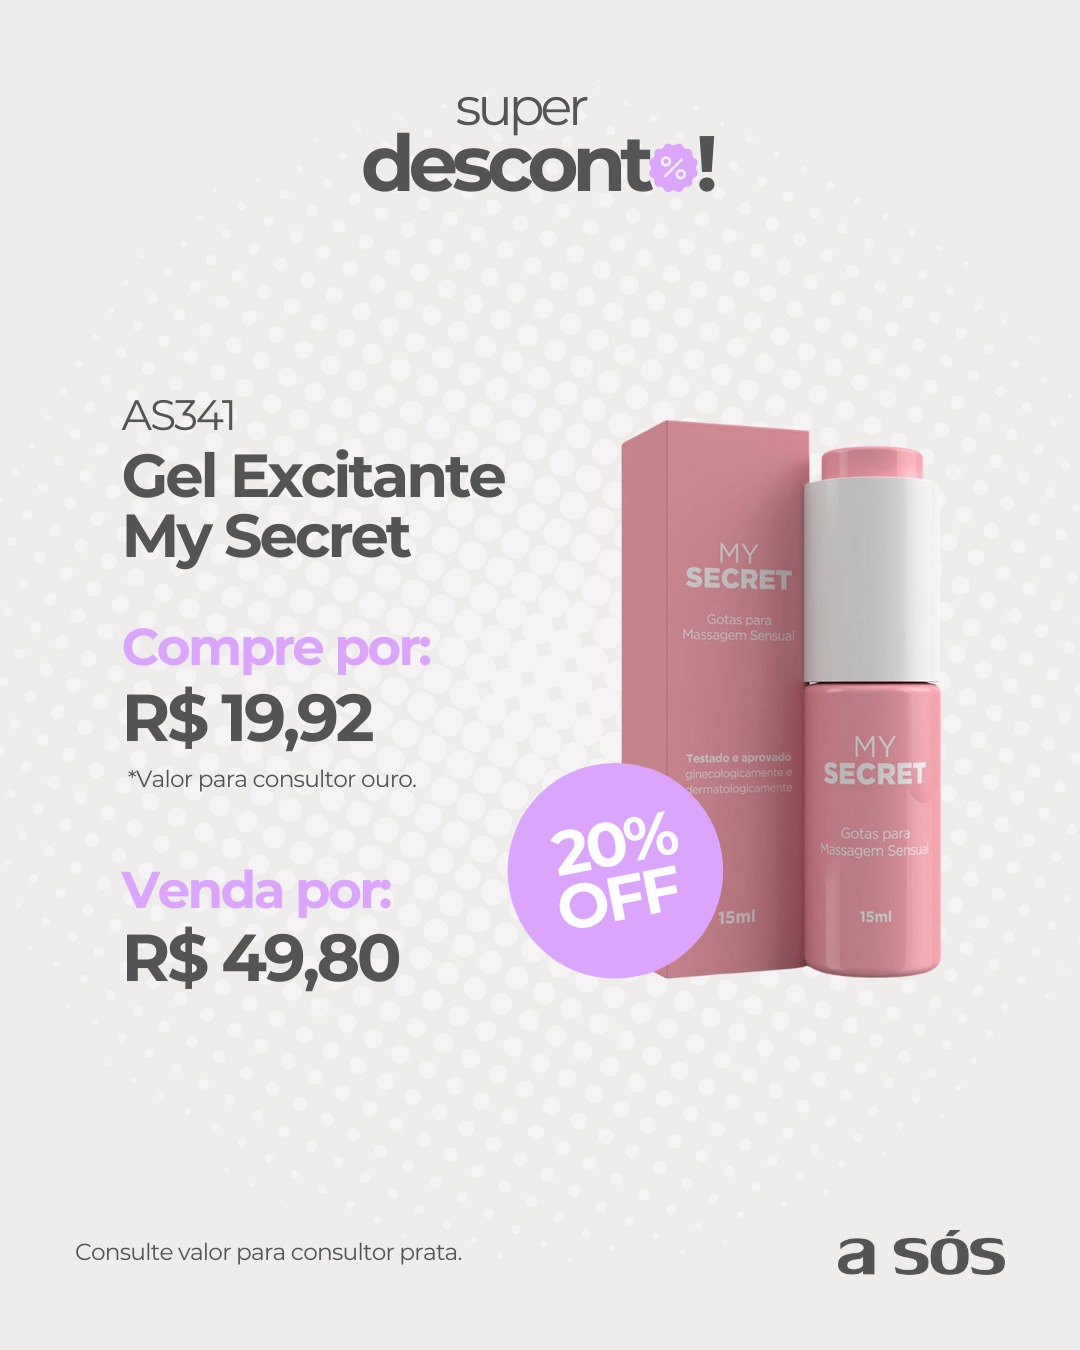 super
desconto!
AS341
Gel Excitante
My Secret
Compre por:
R$ 19,92
*Valor para consultor ouro.
Venda por:
R$ 49,80
MY
SECRET
Gotas para
Massagem Sensual
Testado e aprovado
ginecologicamente e
dermatologicamente
15ml
MY
SECRET
Gotas para
Massagem Sensual
15ml
20%
OFF
Consulte valor para consultor prata.
a sós